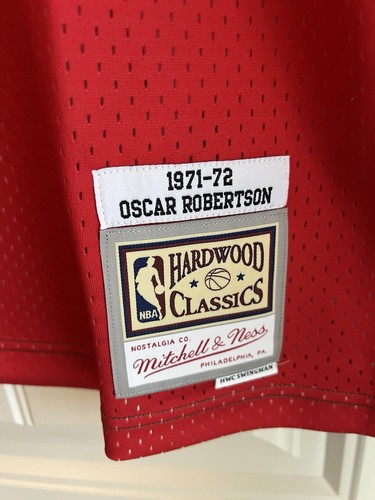 1971-72
OSCAR ROBERTSON
NBA
HARDWOOD
CLASSICS
NOSTALGIA CO.
Mitchell & Ness
PHILADELPHIA, PA.
HWC SWINGMAN